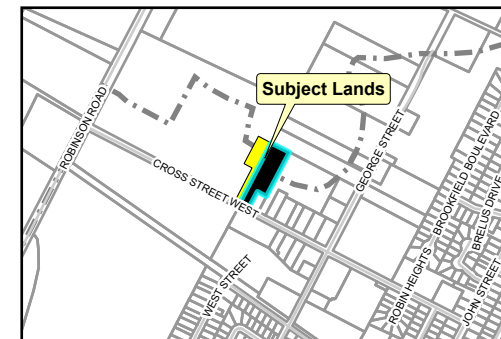 Subject Lands
ROBINSON ROAD
CROSS STREET WEST
GEORGE STREET
BROOKFIELD BOULEVARD
BRELUS DRIVE
WEST STREET
ROBIN HEIGHTS
JOHN STREET